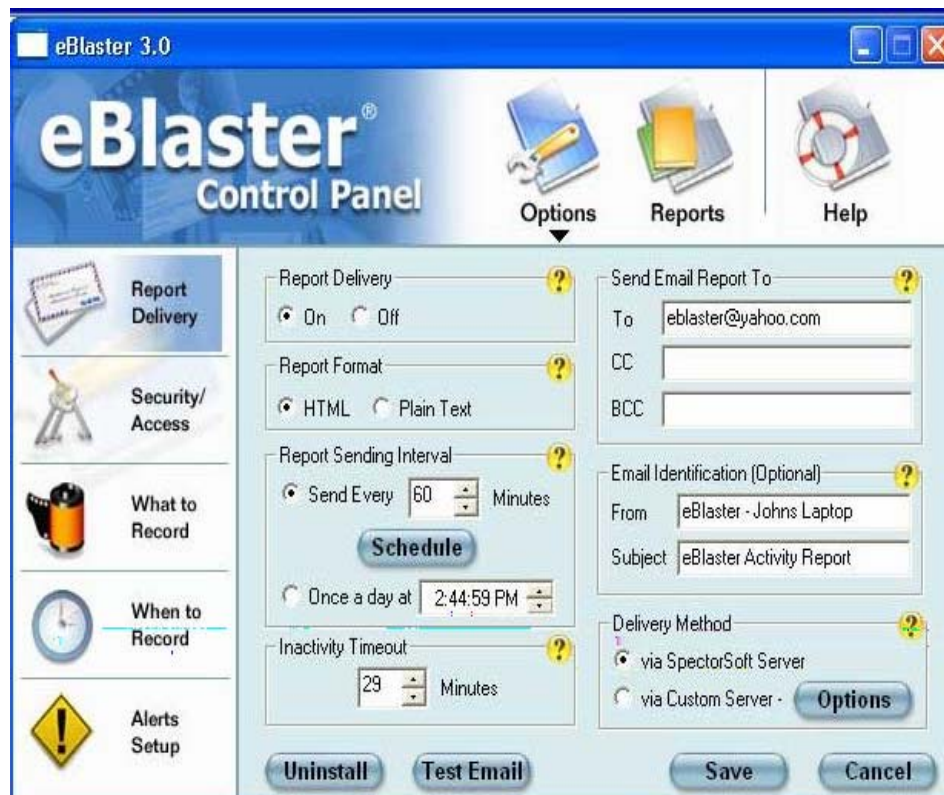 eBlaster 3.0
eBlaster®
Control Panel
Options
Reports
Help
Report
Delivery
Security/
Access
What to
Record
When to
Record
Alerts
Setup
Report Delivery
?
On
Off
Report Format
?
HTML
Plain Text
Report Sending Interval
?
Send Every
60
Minutes
Schedule
Once a day at
2:44:59 PM
Inactivity Timeout
?
29
Minutes
Send Email Report To
?
To
eblaster@yahoo.com
CC
BCC
Email Identification (Optional)
?
From
eBlaster - Johns Laptop
Subject
eBlaster Activity Report
Delivery Method
?
via SpectorSoft Server
via Custom Server -
Options
Uninstall
Test Email
Save
Cancel